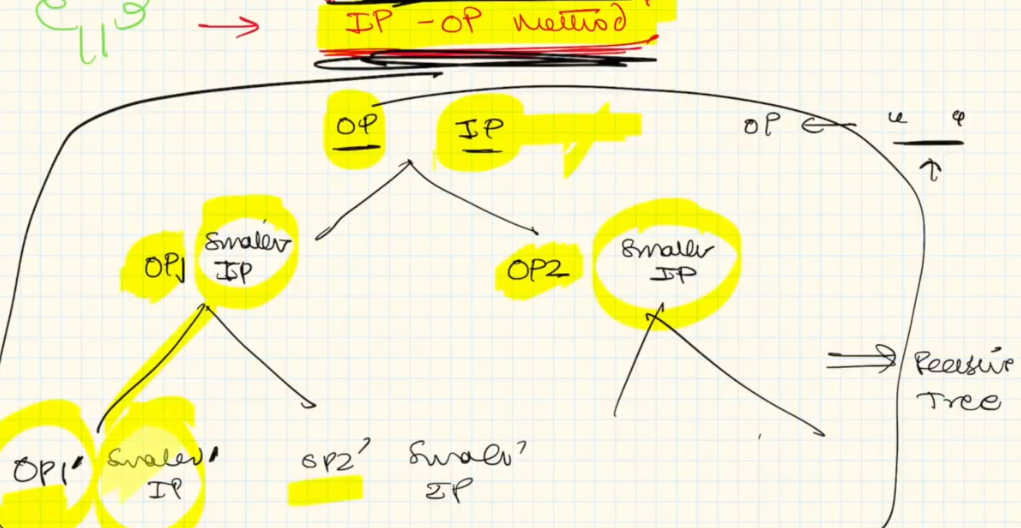 IP - OP Method
OP IP OP ← " "
OP1 Smaller IP OP2 Smaller IP
Recursive
Tree
OP1' Smaller' IP OP2' Smaller' IP